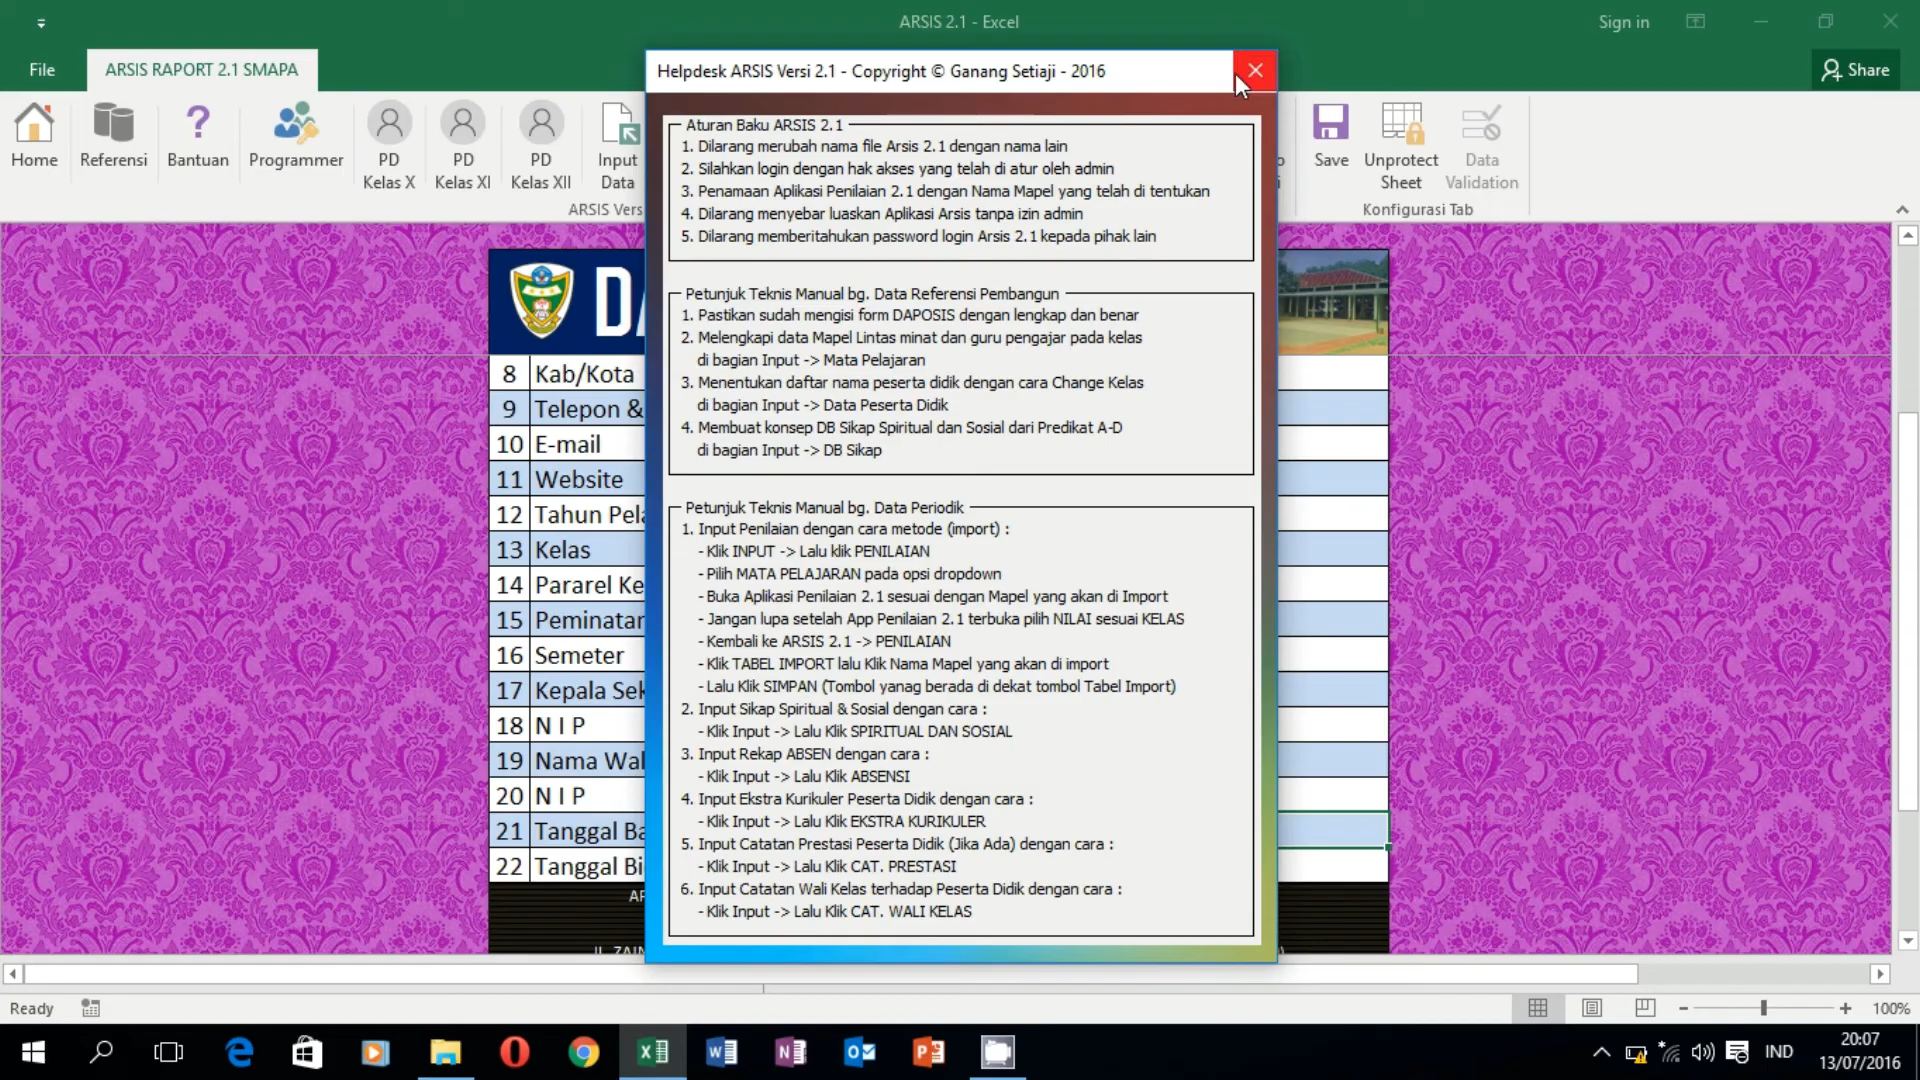 ARSIS 2.1 - Excel
Sign in
File
ARSIS RAPORT 2.1 SMAPA
Share
Home
Referensi
Bantuan
Programmer
PD Kelas X
PD Kelas XI
PD Kelas XII
Input Data
Save
Unprotect Sheet
Data Validation
ARSIS Vers
Konfigurasi Tab
Helpdesk ARSIS Versi 2.1 - Copyright © Ganang Setiaji - 2016
Aturan Baku ARSIS 2.1
1. Dilarang merubah nama file Arsis 2.1 dengan nama lain
2. Silahkan login dengan hak akses yang telah di atur oleh admin
3. Penamaan Aplikasi Penilaian 2.1 dengan Nama Mapel yang telah di tentukan
4. Dilarang menyebar luaskan Aplikasi Arsis tanpa izin admin
5. Dilarang memberitahukan password login Arsis 2.1 kepada pihak lain
Petunjuk Teknis Manual bg. Data Referensi Pembangun
1. Pastikan sudah mengisi form DAPOSIS dengan lengkap dan benar
2. Melengkapi data Mapel Lintas minat dan guru pengajar pada kelas
di bagian Input -> Mata Pelajaran
3. Menentukan daftar nama peserta didik dengan cara Change Kelas
di bagian Input -> Data Peserta Didik
4. Membuat konsep DB Sikap Spiritual dan Sosial dari Predikat A-D
di bagian Input -> DB Sikap
Petunjuk Teknis Manual bg. Data Periodik
1. Input Penilaian dengan cara metode (import) :
- Klik INPUT -> Lalu klik PENILAIAN
- Pilih MATA PELAJARAN pada opsi dropdown
- Buka Aplikasi Penilaian 2.1 sesuai dengan Mapel yang akan di Import
- Jangan lupa setelah App Penilaian 2.1 terbuka pilih NILAI sesuai KELAS
- Kembali ke ARSIS 2.1 -> PENILAIAN
- Klik TABEL IMPORT lalu Klik Nama Mapel yang akan di import
- Lalu Klik SIMPAN (Tombol yanag berada di dekat tombol Tabel Import)
2. Input Sikap Spiritual & Sosial dengan cara :
- Klik Input -> Lalu Klik SPIRITUAL DAN SOSIAL
3. Input Rekap ABSEN dengan cara :
- Klik Input -> Lalu Klik ABSENSI
4. Input Ekstra Kurikuler Peserta Didik dengan cara :
- Klik Input -> Lalu Klik EKSTRA KURIKULER
5. Input Catatan Prestasi Peserta Didik (Jika Ada) dengan cara :
- Klik Input -> Lalu Klik CAT. PRESTASI
6. Input Catatan Wali Kelas terhadap Peserta Didik dengan cara :
- Klik Input -> Lalu Klik CAT. WALI KELAS
8 Kab/Kota
9 Telepon &
10 E-mail
11 Website
12 Tahun Pela
13 Kelas
14 Pararel Ke
15 Peminatan
16 Semeter
17 Kepala Sek
18 N I P
19 Nama Wal
20 N I P
21 Tanggal Ba
22 Tanggal Bi
Ready
100%
IND
20:07
13/07/2016